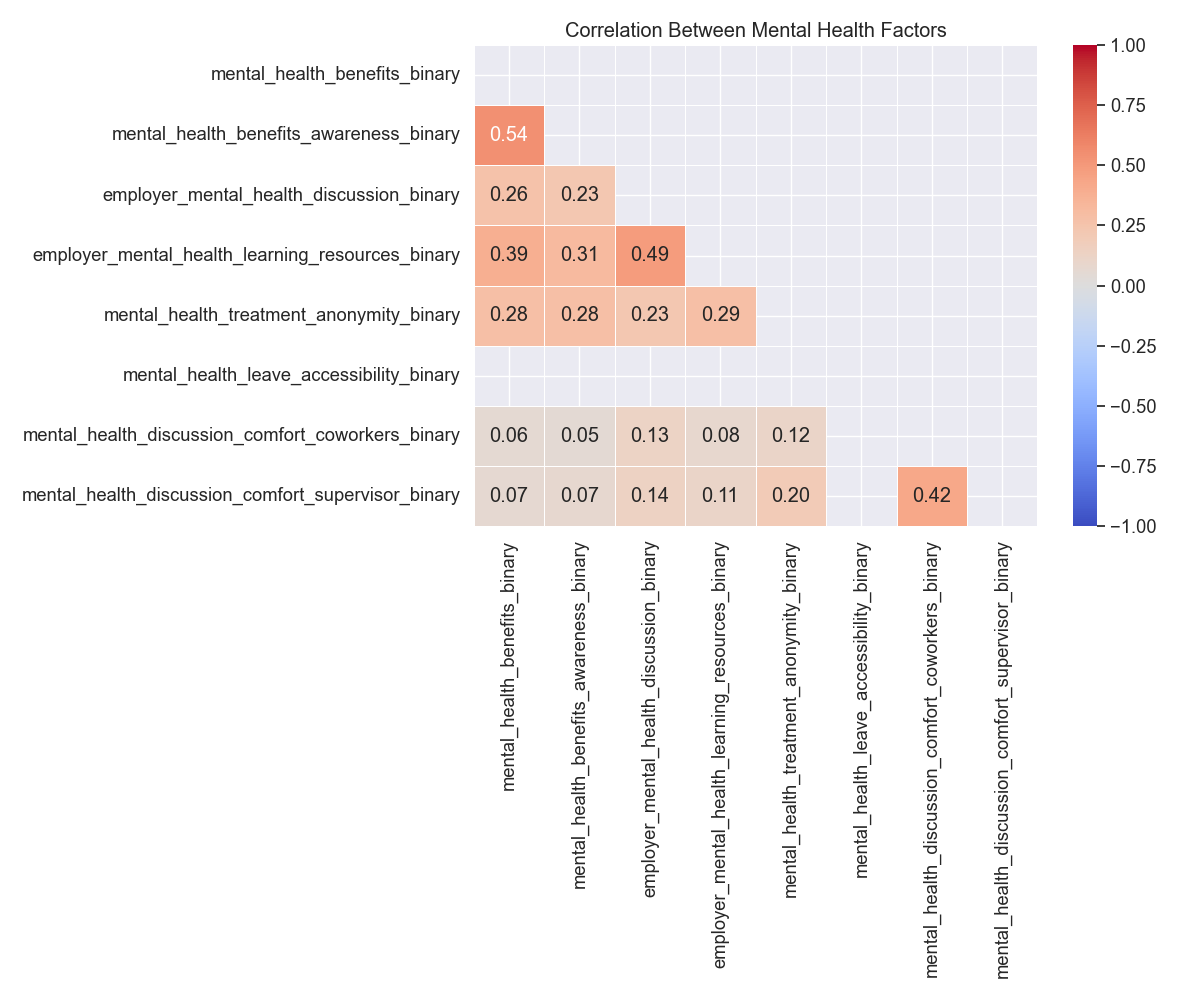 Correlation Between Mental Health Factors
mental_health_benefits_binary
mental_health_benefits_awareness_binary
0.54
employer_mental_health_discussion_binary
0.26 0.23
employer_mental_health_learning_resources_binary
0.39 0.31 0.49
mental_health_treatment_anonymity_binary
0.28 0.28 0.23 0.29
mental_health_leave_accessibility_binary
mental_health_discussion_comfort_coworkers_binary
0.06 0.05 0.13 0.08 0.12
mental_health_discussion_comfort_supervisor_binary
0.07 0.07 0.14 0.11 0.20 0.42
mental_health_benefits_binary
mental_health_benefits_awareness_binary
employer_mental_health_discussion_binary
employer_mental_health_learning_resources_binary
mental_health_treatment_anonymity_binary
mental_health_leave_accessibility_binary
mental_health_discussion_comfort_coworkers_binary
mental_health_discussion_comfort_supervisor_binary
1.00
0.75
0.50
0.25
0.00
−0.25
−0.50
−0.75
−1.00